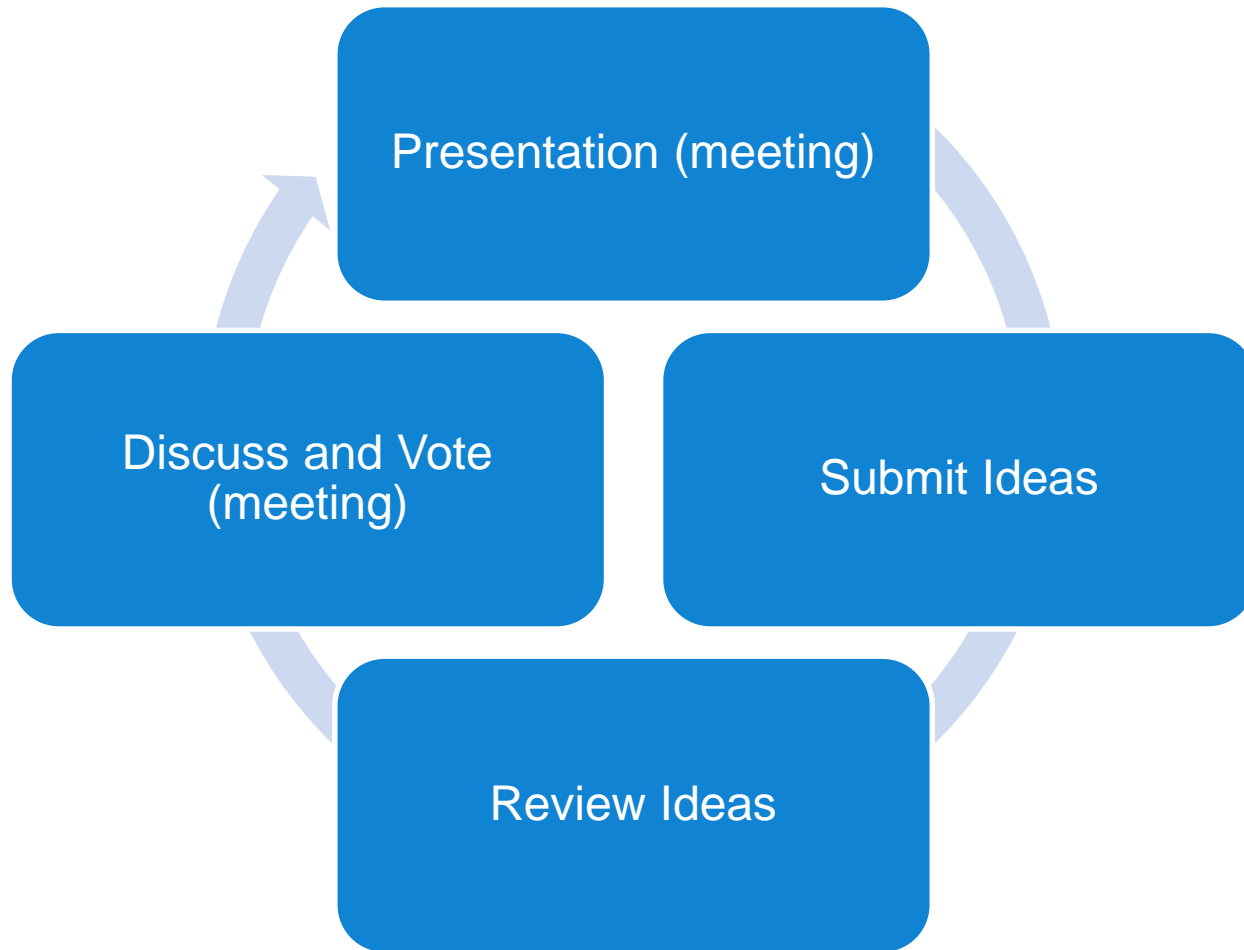 Presentation (meeting)
Submit Ideas
Review Ideas
Discuss and Vote
(meeting)